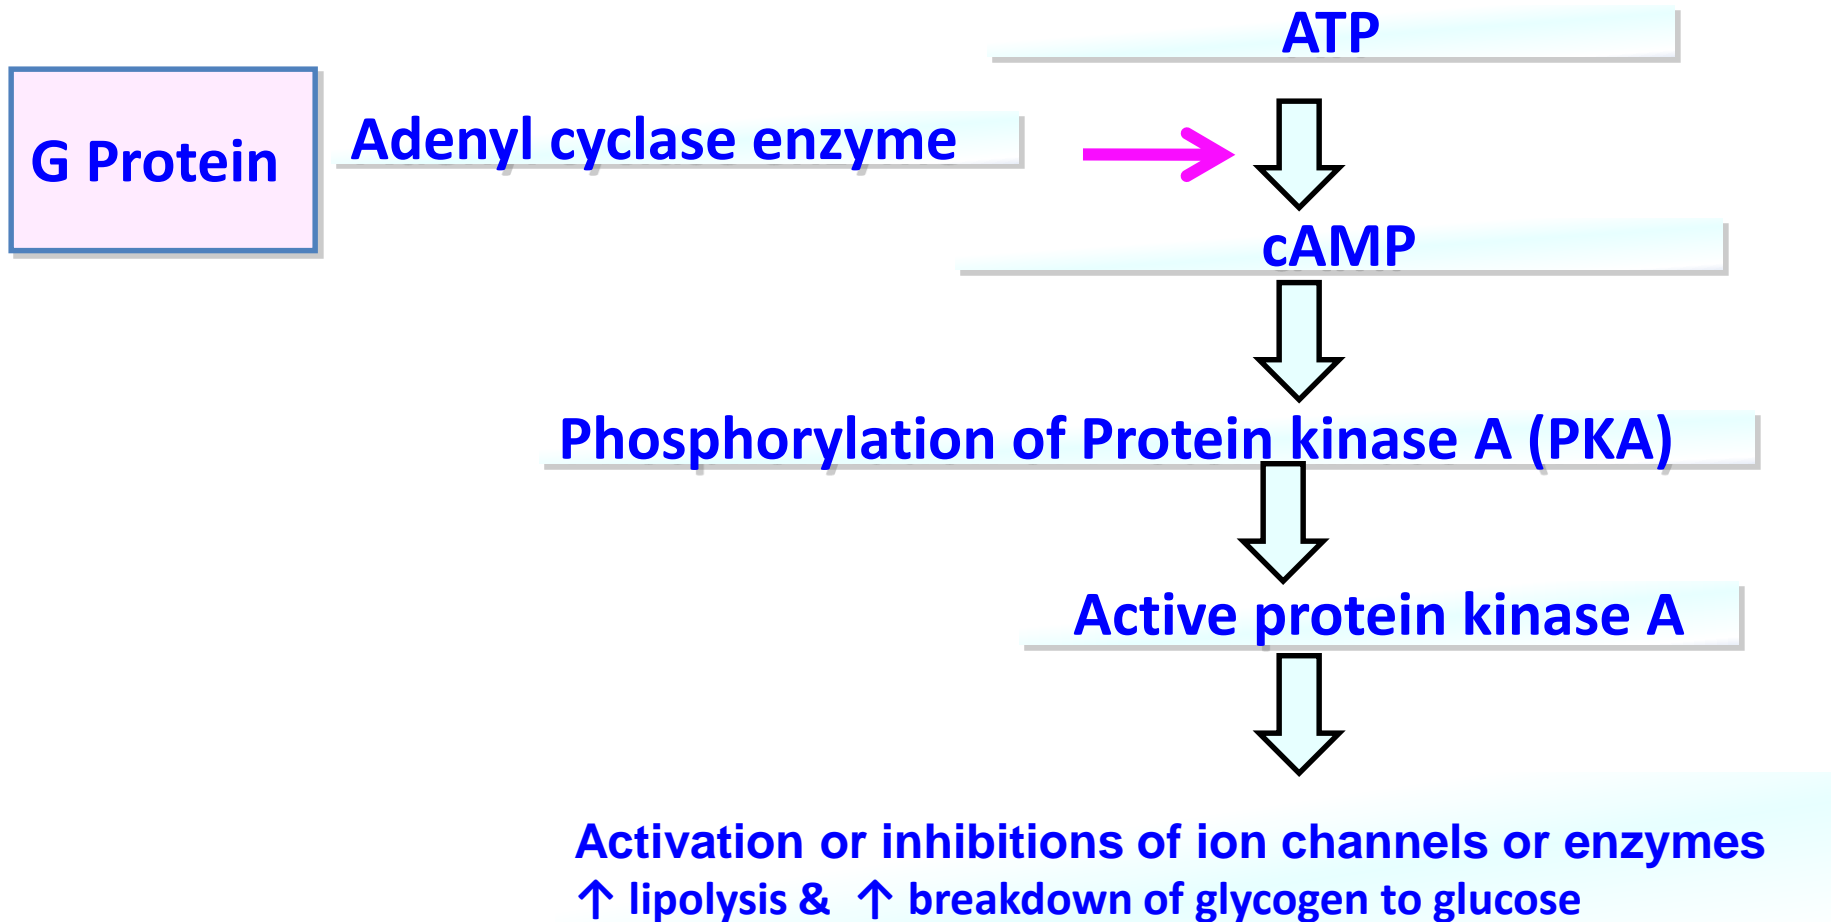 ATP
G Protein
Adenyl cyclase enzyme
cAMP
Phosphorylation of Protein kinase A (PKA)
Active protein kinase A
Activation or inhibitions of ion channels or enzymes
↑ lipolysis & ↑ breakdown of glycogen to glucose